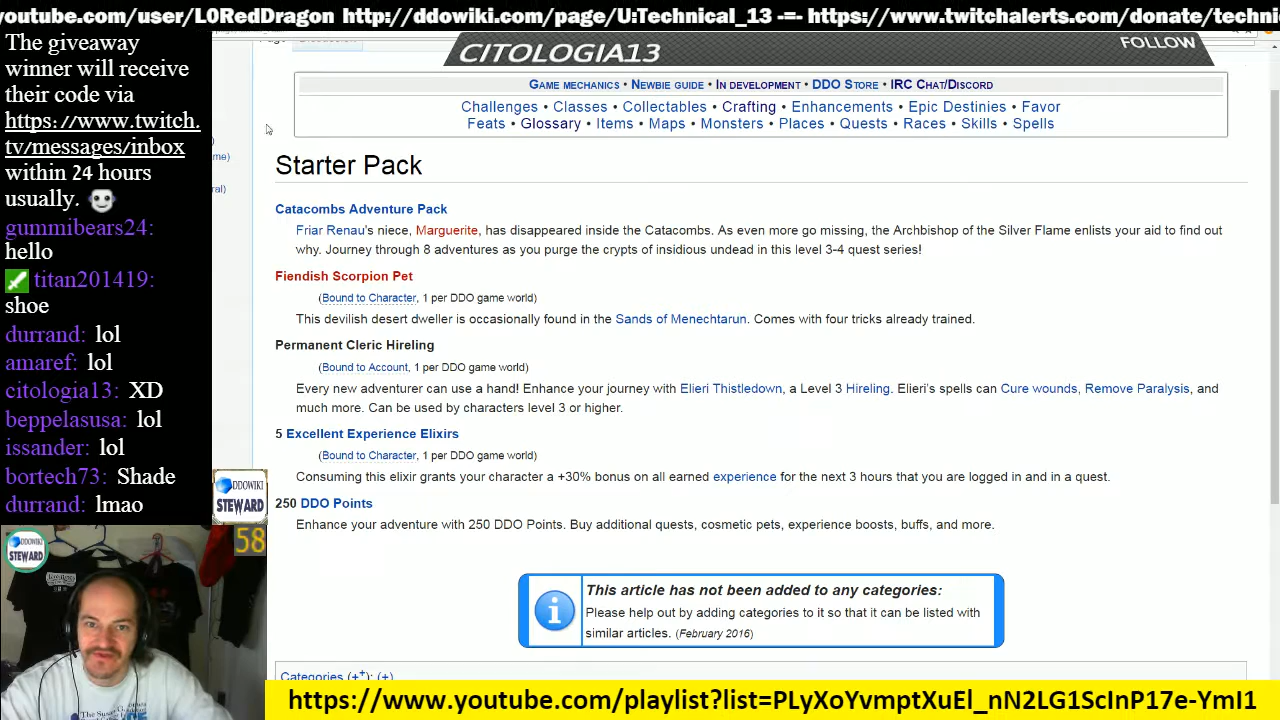 youtube.com/user/L0RedDragon http://ddowiki.com/page/U:Technical_13 -=- https://www.twitchalerts.com/donate/techni
The giveaway
winner will receive
their code via
https://www.twitch.
tv/messages/inbox
within 24 hours
usually.
gummibears24:
hello
titan201419:
shoe
durrand: lol
amaref: lol
citologia13: XD
beppelasusa: lol
issander: lol
bortech73: Shade
durrand: lmao
DDOWIKI
STEWARD
58
DDOWIKI
STEWARD
me)
ral)
CITOLOGIA13
FOLLOW
Game mechanics • Newbie guide • In development • DDO Store • IRC Chat/Discord
Challenges • Classes • Collectables • Crafting • Enhancements • Epic Destinies • Favor
Feats • Glossary • Items • Maps • Monsters • Places • Quests • Races • Skills • Spells
Starter Pack
Catacombs Adventure Pack
Friar Renau's niece, Marguerite, has disappeared inside the Catacombs. As even more go missing, the Archbishop of the Silver Flame enlists your aid to find out
why. Journey through 8 adventures as you purge the crypts of insidious undead in this level 3-4 quest series!
Fiendish Scorpion Pet
(Bound to Character, 1 per DDO game world)
This devilish desert dweller is occasionally found in the Sands of Menechtarun. Comes with four tricks already trained.
Permanent Cleric Hireling
(Bound to Account, 1 per DDO game world)
Every new adventurer can use a hand! Enhance your journey with Elieri Thistledown, a Level 3 Hireling. Elieri's spells can Cure wounds, Remove Paralysis, and
much more. Can be used by characters level 3 or higher.
5 Excellent Experience Elixirs
(Bound to Character, 1 per DDO game world)
Consuming this elixir grants your character a +30% bonus on all earned experience for the next 3 hours that you are logged in and in a quest.
250 DDO Points
Enhance your adventure with 250 DDO Points. Buy additional quests, cosmetic pets, experience boosts, buffs, and more.
This article has not been added to any categories:
Please help out by adding categories to it so that it can be listed with
similar articles. (February 2016)
Categories (++): (+)
https://www.youtube.com/playlist?list=PLyXoYvmptXuEl_nN2LG1ScInP17e-YmI1